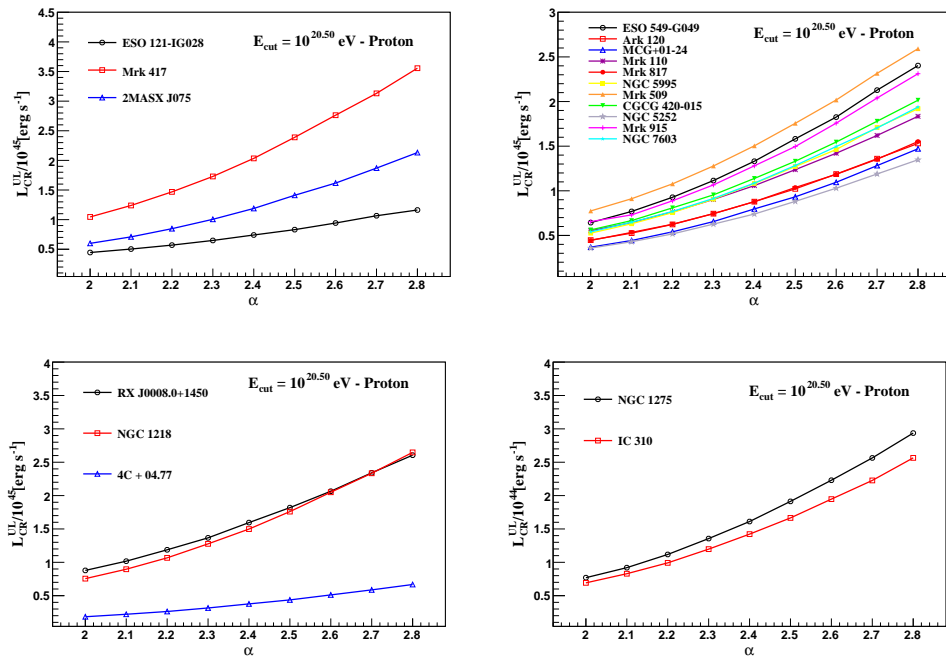 E_cut = 10^20.50 eV - Proton
ESO 121-IG028
Mrk 417
2MASX J075
L_CR^UL/10^45[erg s^-1]
4.5
4
3.5
3
2.5
2
1.5
1
0.5
2 2.1 2.2 2.3 2.4 2.5 2.6 2.7 2.8
α
E_cut = 10^20.50 eV - Proton
ESO 549-G049
Ark 120
MCG+01-24
Mrk 110
Mrk 817
NGC 5995
Mrk 509
CGCG 420-015
NGC 5252
Mrk 915
NGC 7603
L_CR^UL/10^45[erg s^-1]
3
2.5
2
1.5
1
0.5
2 2.1 2.2 2.3 2.4 2.5 2.6 2.7 2.8
α
E_cut = 10^20.50 eV - Proton
RX J0008.0+1450
NGC 1218
4C + 04.77
L_CR^UL/10^45[erg s^-1]
4
3.5
3
2.5
2
1.5
1
0.5
2 2.1 2.2 2.3 2.4 2.5 2.6 2.7 2.8
α
E_cut = 10^20.50 eV - Proton
NGC 1275
IC 310
L_CR^UL/10^44[erg s^-1]
4
3.5
3
2.5
2
1.5
1
0.5
2 2.1 2.2 2.3 2.4 2.5 2.6 2.7 2.8
α